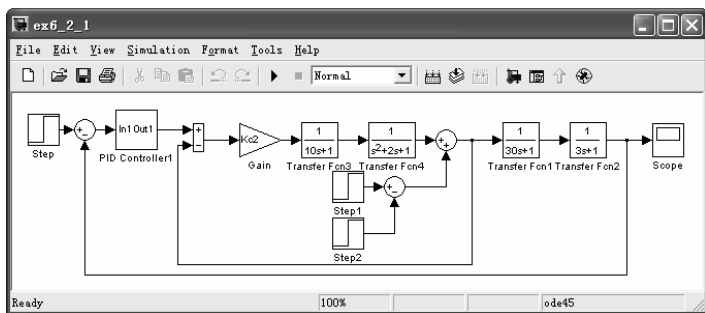 ex6_2_1
File Edit View Simulation Format Tools Help
Normal
Step
+
-
In1 Out1
PID Controller1
+
-
Kc2
Gain
1
10s+1
Transfer Fcn3
1
s²+2s+1
Transfer Fcn4
+
+
1
30s+1
Transfer Fcn1
1
3s+1
Transfer Fcn2
Scope
Step1
+
-
Step2
Ready 100% ode45